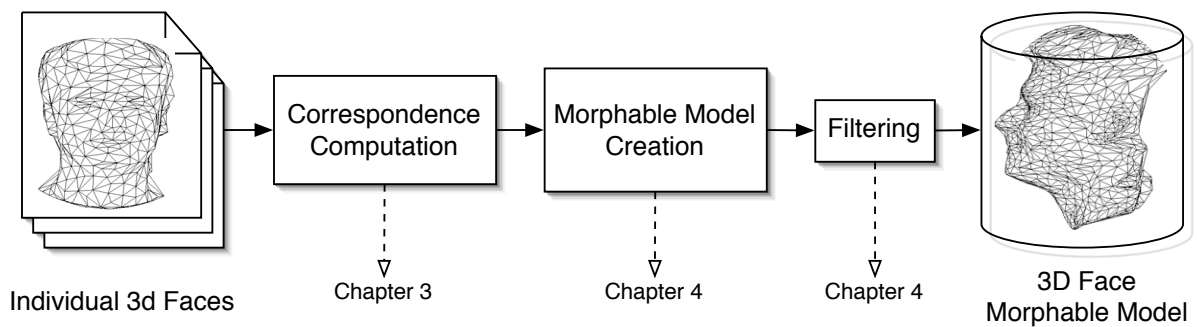 Correspondence
Computation
Morphable Model
Creation
Filtering
Individual 3d Faces
Chapter 3
Chapter 4
Chapter 4
3D Face
Morphable Model